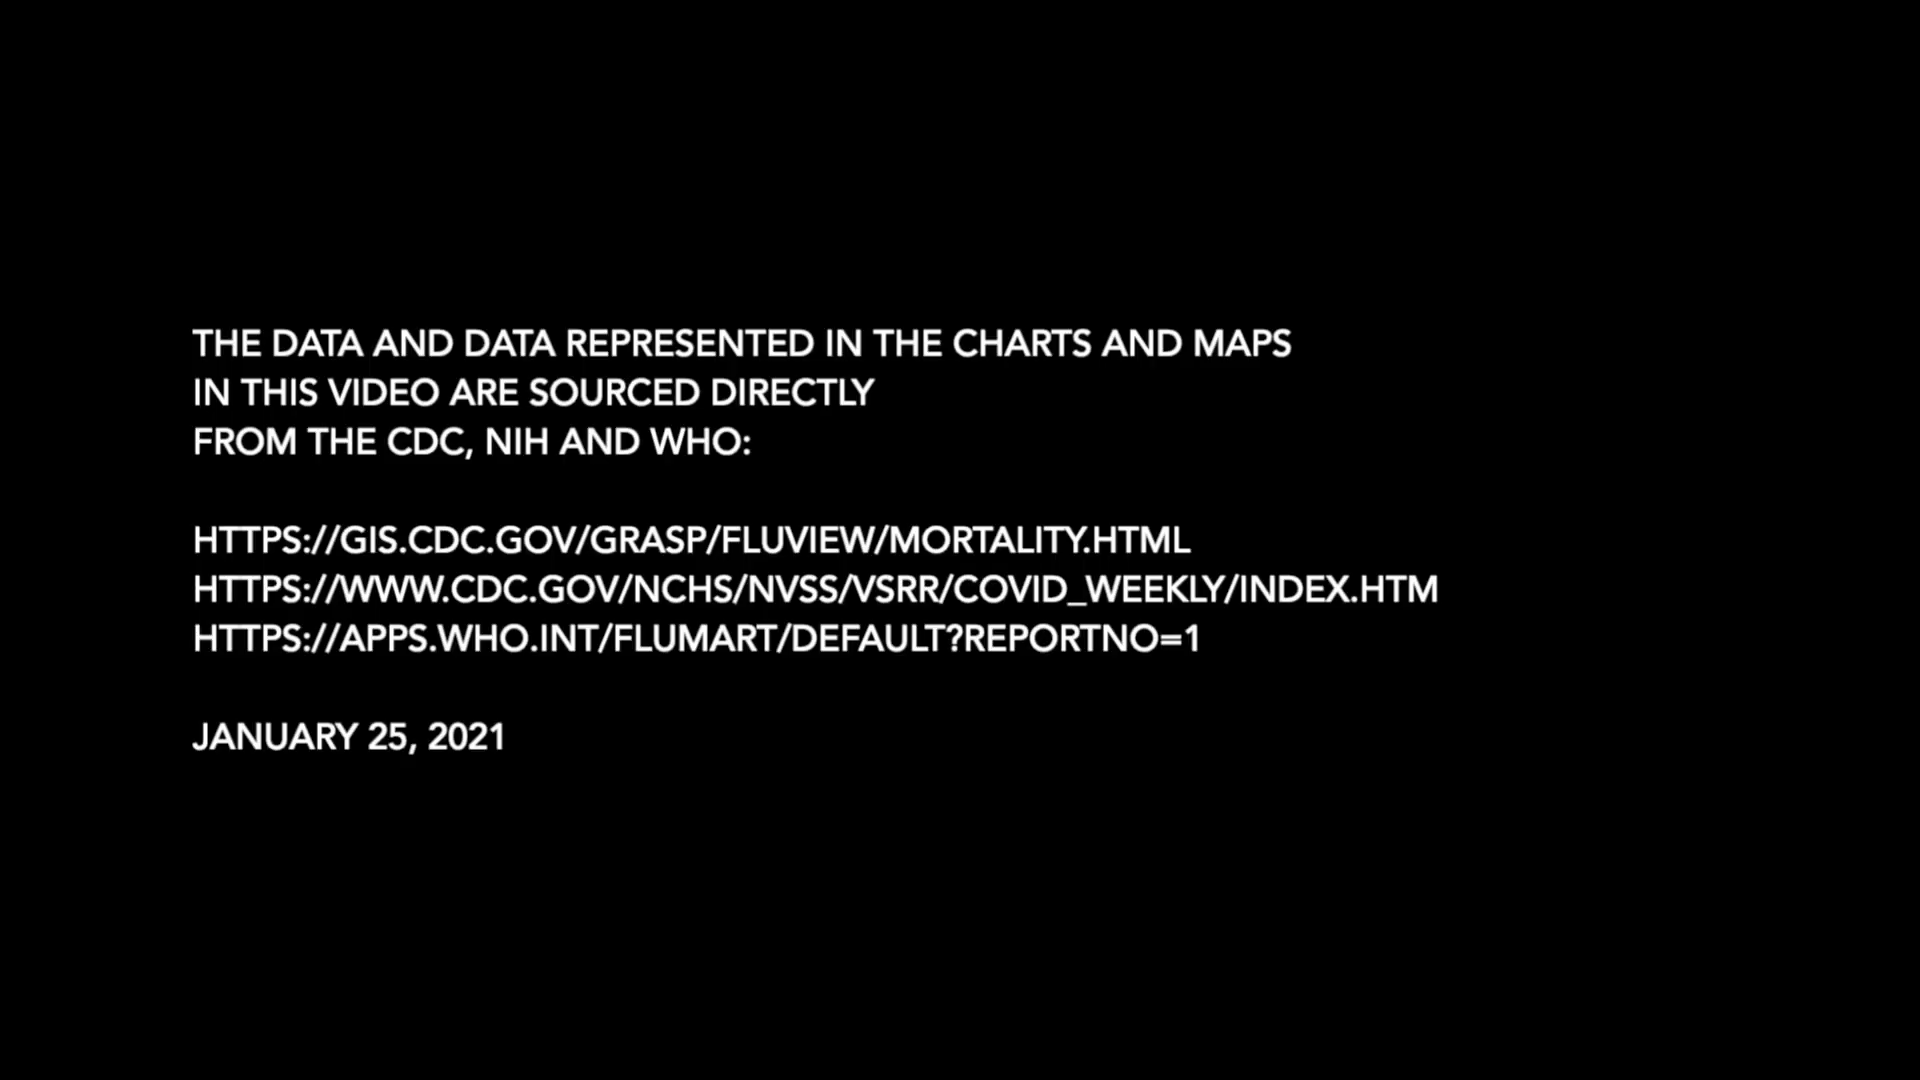 THE DATA AND DATA REPRESENTED IN THE CHARTS AND MAPS
IN THIS VIDEO ARE SOURCED DIRECTLY
FROM THE CDC, NIH AND WHO:
HTTPS://GIS.CDC.GOV/GRASP/FLUVIEW/MORTALITY.HTML
HTTPS://WWW.CDC.GOV/NCHS/NVSS/VSRR/COVID_WEEKLY/INDEX.HTM
HTTPS://APPS.WHO.INT/FLUMART/DEFAULT?REPORTNO=1
JANUARY 25, 2021